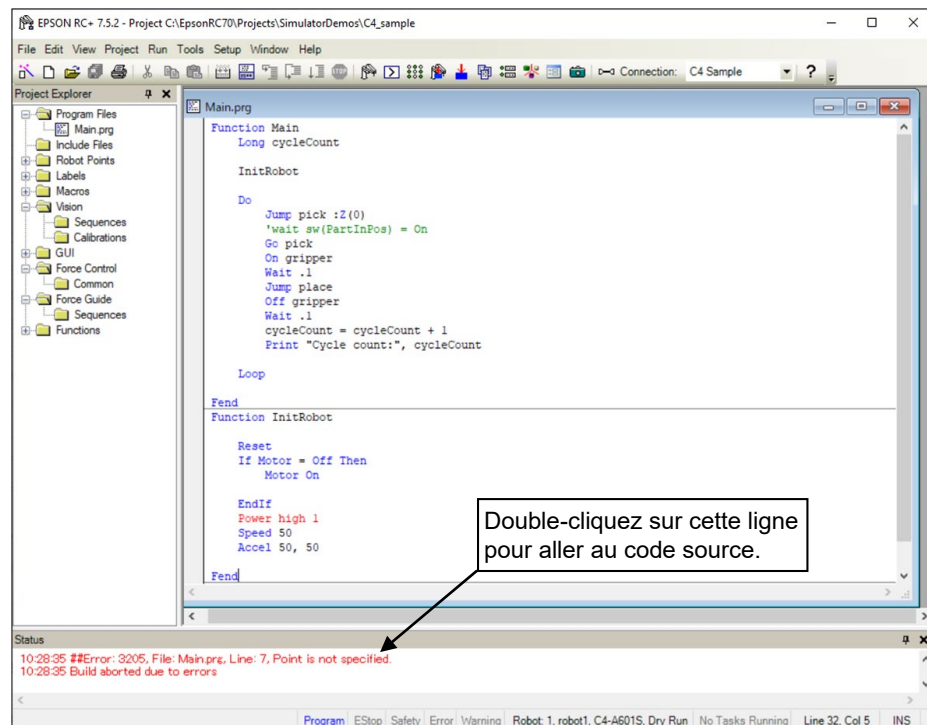 EPSON RC+ 7.5.2 - Project C:\EpsonRC70\Projects\SimulatorDemos\C4_sample
File Edit View Project Run Tools Setup Window Help
Connection: C4 Sample
Project Explorer
Program Files
Main.prg
Include Files
Robot Points
Labels
Macros
Vision
Sequences
Calibrations
GUI
Force Control
Common
Force Guide
Sequences
Functions
Main.prg
Function Main
Long cycleCount
InitRobot
Do
Jump pick :Z(0)
'wait sw(PartInPos) = On
Go pick
On gripper
Wait .1
Jump place
Off gripper
Wait .1
cycleCount = cycleCount + 1
Print "Cycle count:", cycleCount
Loop
Fend
Function InitRobot
Reset
If Motor = Off Then
Motor On
EndIf
Power high 1
Speed 50
Accel 50, 50
Fend
Double-cliquez sur cette ligne
pour aller au code source.
Status
10:28:35 ##Error: 3205, File: Main.prg, Line: 7, Point is not specified.
10:28:35 Build aborted due to errors
Program EStop Safety Error Warning Robot: 1, robot1, C4-A601S, Dry Run No Tasks Running Line 32, Col 5 INS